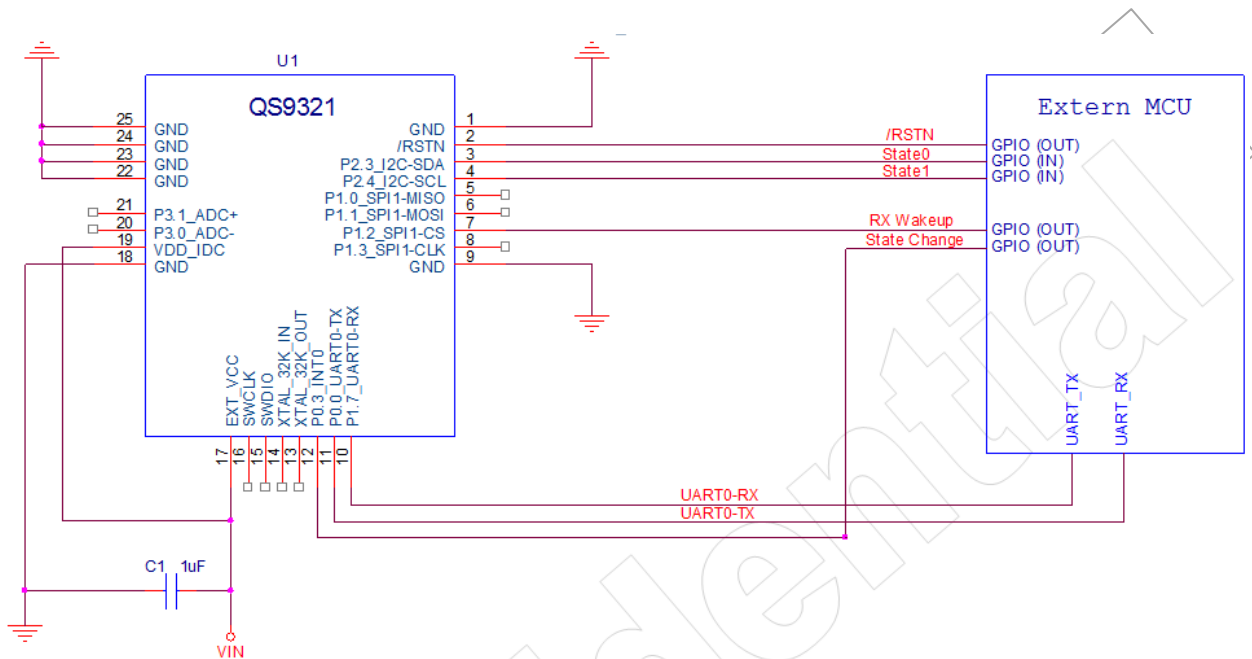 U1
QS9321
25 GND
24 GND
23 GND
22 GND
21 P3.1_ADC+
20 P3.0_ADC-
19 VDD_IDC
18 GND
GND 1
/RSTN 2
P2.3_I2C-SDA 3
P2.4_I2C-SCL 4
P1.0_SPI1-MISO 5
P1.1_SPI1-MOSI 6
P1.2_SPI1-CS 7
P1.3_SPI1-CLK 8
GND 9
EXT_VCC 17
SWCLK 16
SWDIO 15
XTAL_32K_IN 14
XTAL_32K_OUT 13
P0.3_INT0 12
P0.0_UART0-TX 11
P1.7_UART0-RX 10
/RSTN
State0
State1
RX Wakeup
State Change
Extern MCU
GPIO (OUT)
GPIO (IN)
GPIO (IN)
GPIO (OUT)
GPIO (OUT)
UART_TX
UART_RX
UART0-RX
UART0-TX
C1 1uF
VIN
idential